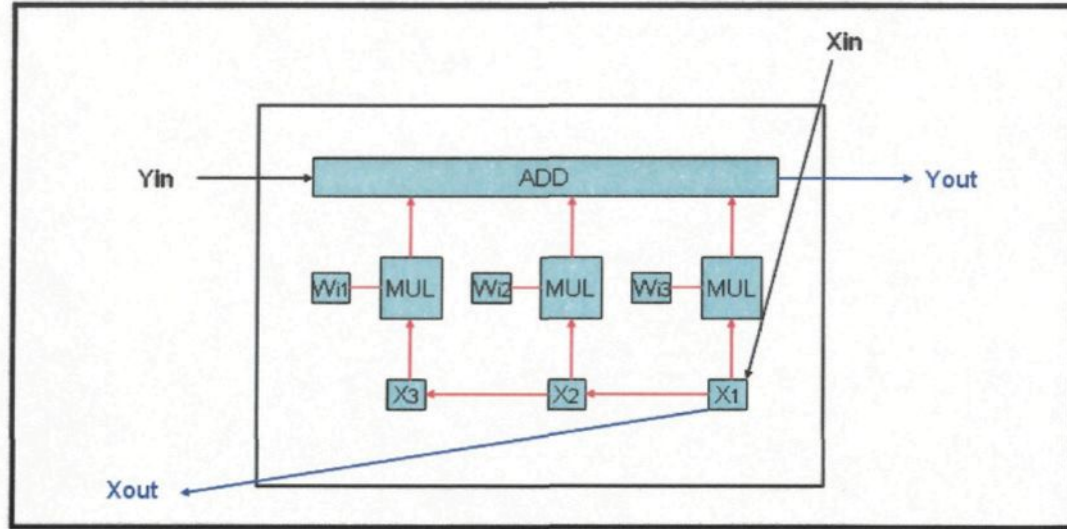 Xin
Yin ADD Yout
Wi1 MUL Wi2 MUL Wi3 MUL
X3 X2 X1
Xout